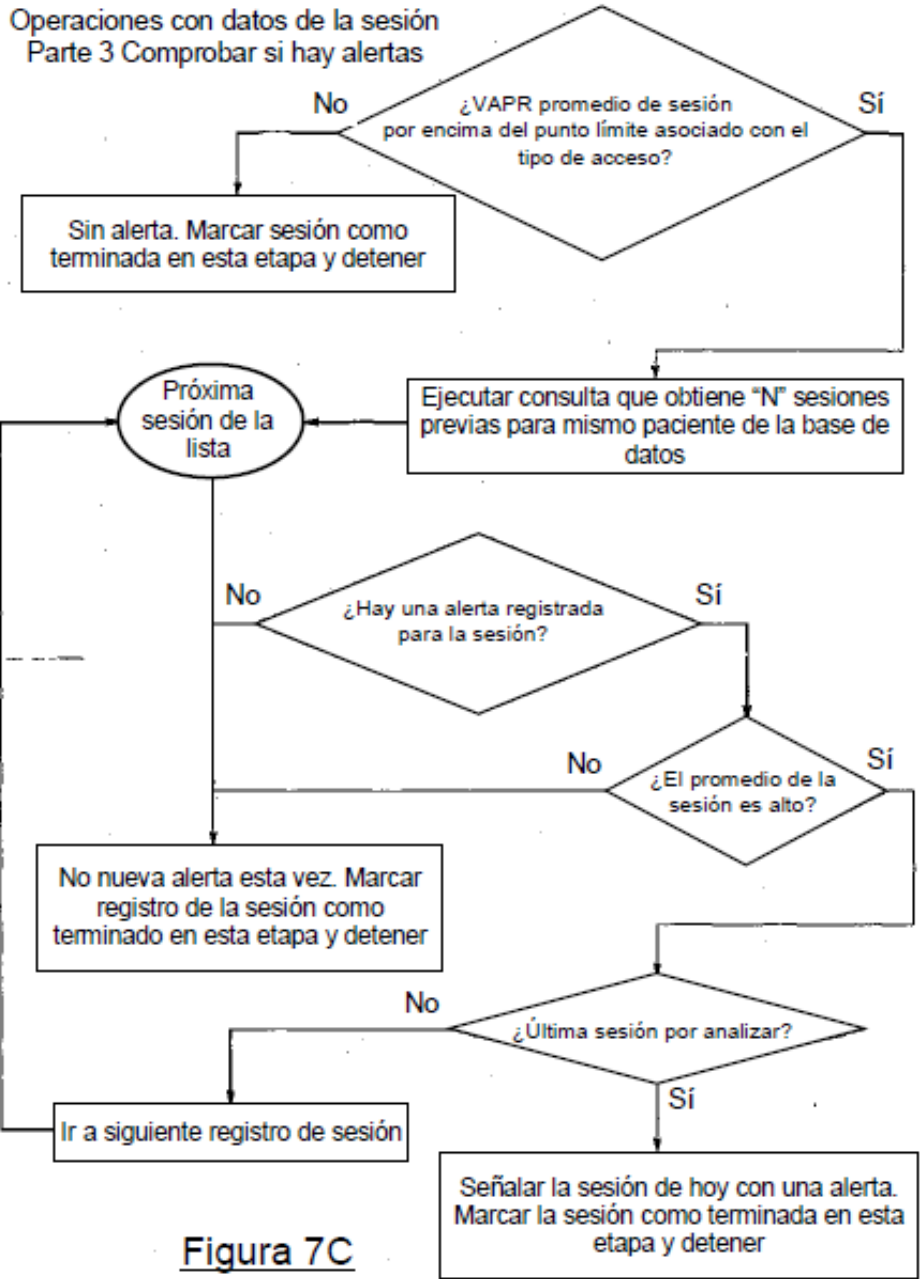 Operaciones con datos de la sesión
Parte 3 Comprobar si hay alertas
No
¿VAPR promedio de sesión
por encima del punto límite asociado con el
tipo de acceso?
Sí
Sin alerta. Marcar sesión como
terminada en esta etapa y detener
Próxima
sesión de la
lista
Ejecutar consulta que obtiene “N” sesiones
previas para mismo paciente de la base de
datos
No
¿Hay una alerta registrada
para la sesión?
Sí
No
¿El promedio de la
sesión es alto?
Sí
No nueva alerta esta vez. Marcar
registro de la sesión como
terminado en esta etapa y detener
No
¿Última sesión por analizar?
Sí
Ir a siguiente registro de sesión
Señalar la sesión de hoy con una alerta.
Marcar la sesión como terminada en esta
etapa y detener
Figura 7C